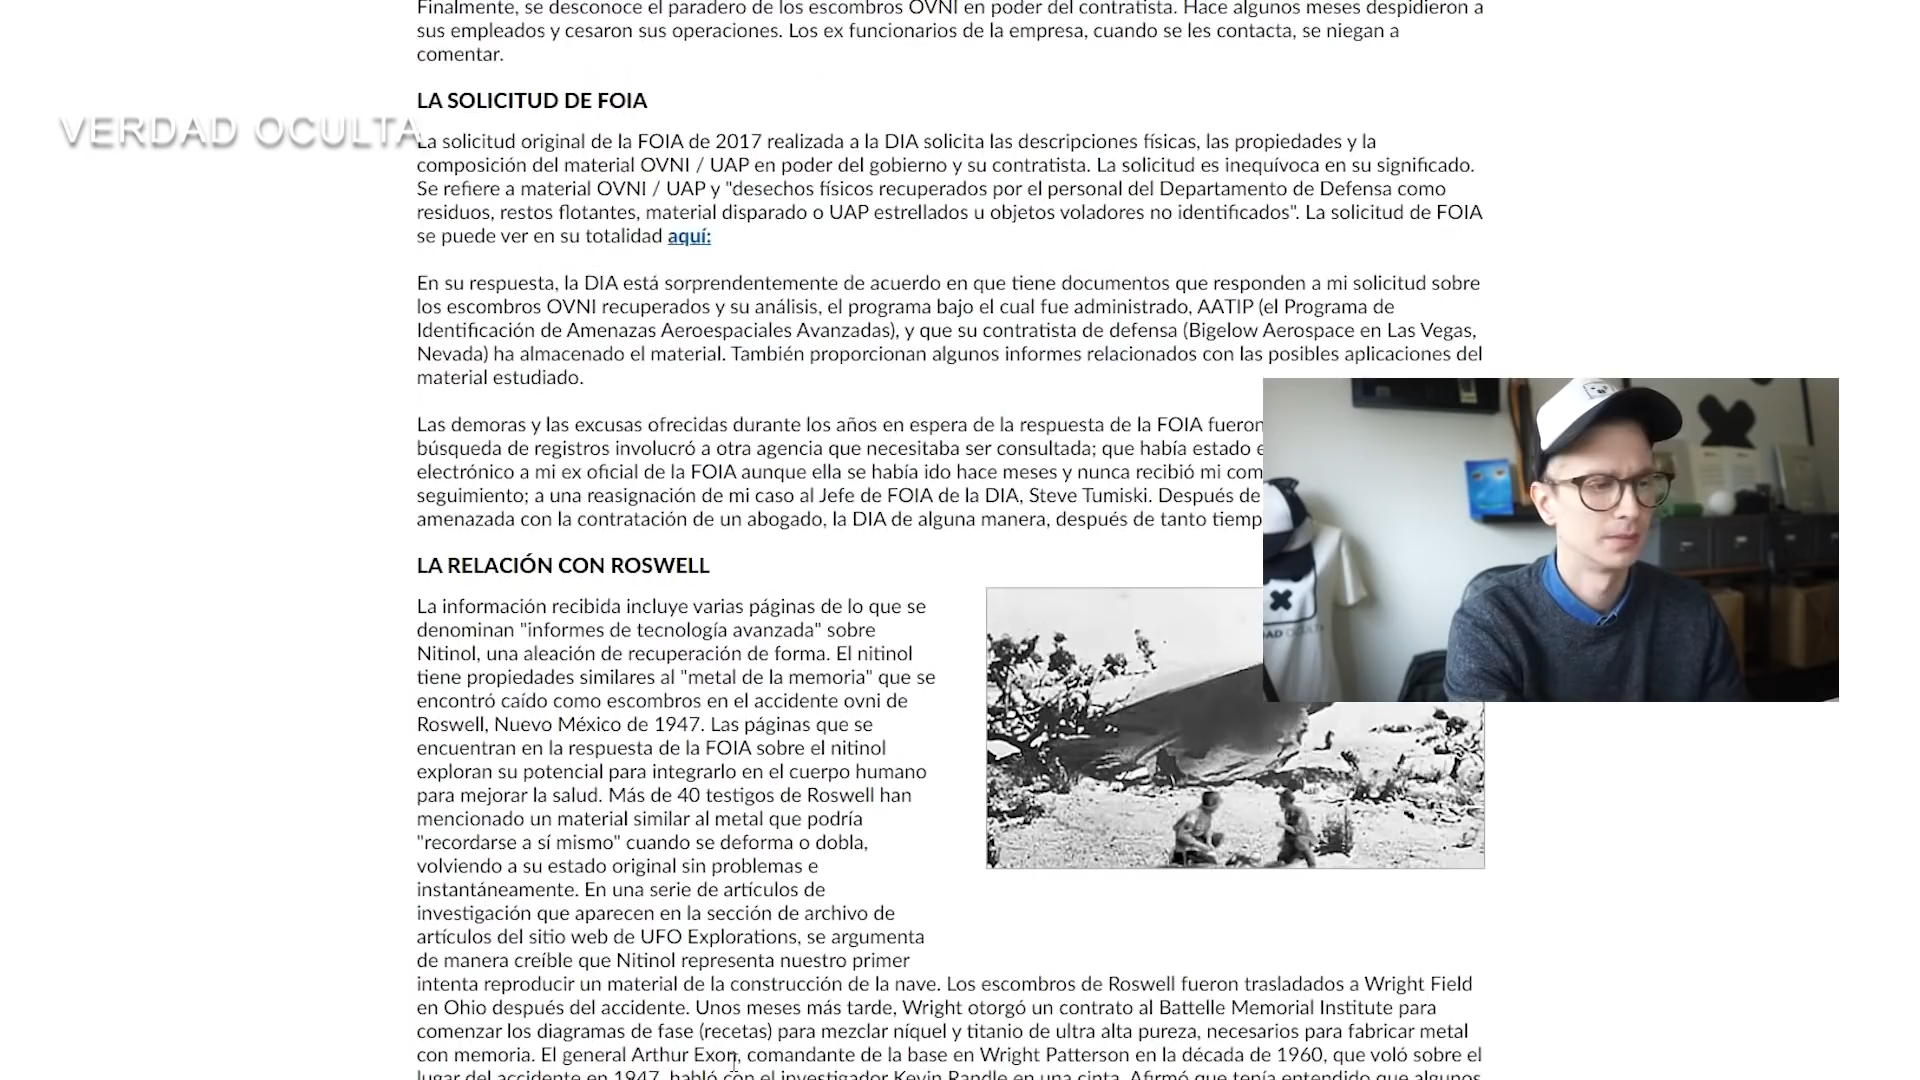 Finalmente, se desconoce el paradero de los escombros OVNI en poder del contratista. Hace algunos meses despidieron a
sus empleados y cesaron sus operaciones. Los ex funcionarios de la empresa, cuando se les contacta, se niegan a
comentar.
LA SOLICITUD DE FOIA
VERDAD OCULTA
La solicitud original de la FOIA de 2017 realizada a la DIA solicita las descripciones físicas, las propiedades y la
composición del material OVNI / UAP en poder del gobierno y su contratista. La solicitud es inequívoca en su significado.
Se refiere a material OVNI / UAP y "desechos físicos recuperados por el personal del Departamento de Defensa como
residuos, restos flotantes, material disparado o UAP estrellados u objetos voladores no identificados". La solicitud de FOIA
se puede ver en su totalidad aquí:
En su respuesta, la DIA está sorprendentemente de acuerdo en que tiene documentos que responden a mi solicitud sobre
los escombros OVNI recuperados y su análisis, el programa bajo el cual fue administrado, AATIP (el Programa de
Identificación de Amenazas Aeroespaciales Avanzadas), y que su contratista de defensa (Bigelow Aerospace en Las Vegas,
Nevada) ha almacenado el material. También proporcionan algunos informes relacionados con las posibles aplicaciones del
material estudiado.
Las demoras y las excusas ofrecidas durante los años en espera de la respuesta de la FOIA fueron
búsqueda de registros involucró a otra agencia que necesitaba ser consultada; que había estado
electrónico a mi ex oficial de la FOIA aunque ella se había ido hace meses y nunca recibió mi
seguimiento; a una reasignación de mi caso al Jefe de FOIA de la DIA, Steve Tumiski. Después de
amenazada con la contratación de un abogado, la DIA de alguna manera, después de tanto
LA RELACIÓN CON ROSWELL
La información recibida incluye varias páginas de lo que se
denominan "informes de tecnología avanzada" sobre
Nitinol, una aleación de recuperación de forma. El nitinol
tiene propiedades similares al "metal de la memoria" que se
encontró caído como escombros en el accidente ovni de
Roswell, Nuevo México de 1947. Las páginas que se
encuentran en la respuesta de la FOIA sobre el nitinol
exploran su potencial para integrarlo en el cuerpo humano
para mejorar la salud. Más de 40 testigos de Roswell han
mencionado un material similar al metal que podría
"recordarse a sí mismo" cuando se deforma o dobla,
volviendo a su estado original sin problemas e
instantáneamente. En una serie de artículos de
investigación que aparecen en la sección de archivo de
artículos del sitio web de UFO Explorations, se argumenta
de manera creíble que Nitinol representa nuestro primer
intenta reproducir un material de la construcción de la nave. Los escombros de Roswell fueron trasladados a Wright Field
en Ohio después del accidente. Unos meses más tarde, Wright otorgó un contrato al Battelle Memorial Institute para
comenzar los diagramas de fase (recetas) para mezclar níquel y titanio de ultra alta pureza, necesarios para fabricar metal
con memoria. El general Arthur Exon, comandante de la base en Wright Patterson en la década de 1960, que voló sobre el
lugar del accidente en 1947, habló con el investigador Kevin Randle en una cinta. Afirmó que tenía entendido que algunos